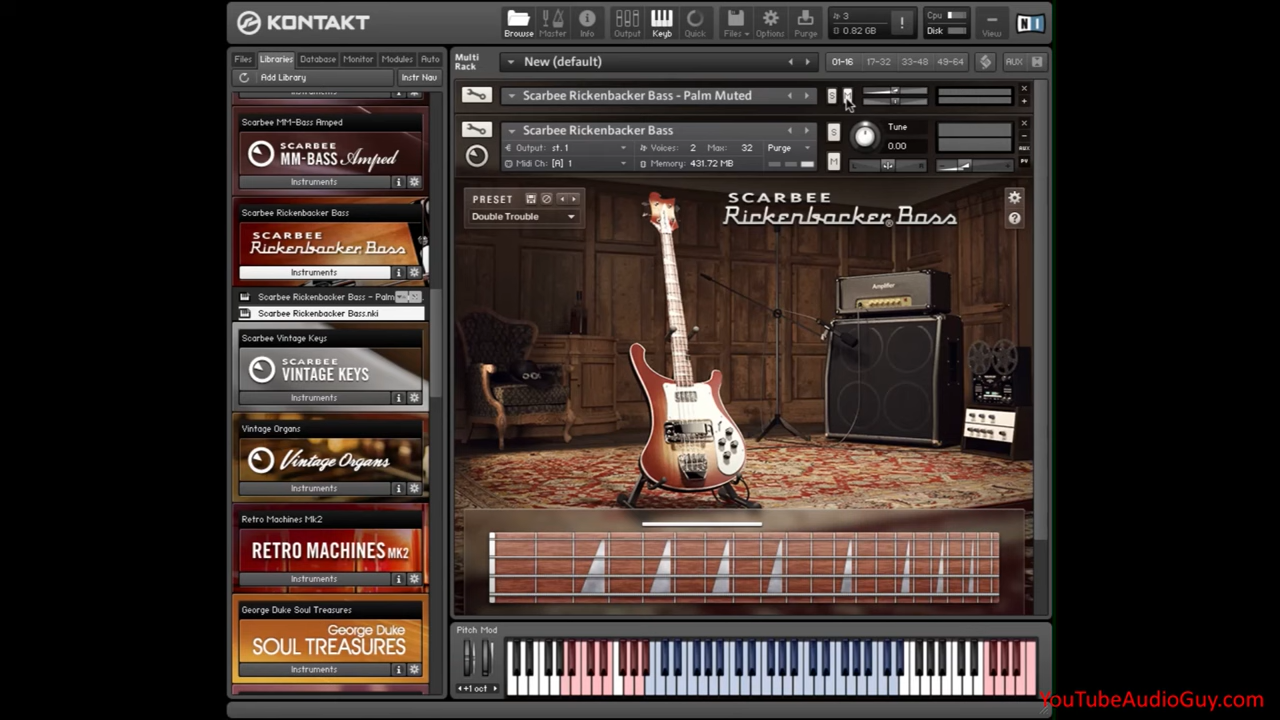 KONTAKT
Browse Master Info Output Keyb Quick Files Options Purge
3
0.82 GB
!
Cpu
Disk
View
NI
Files Libraries Database Monitor Modules Auto
Add Library Instr Nav
Scarbee MM-Bass Amped
SCARBEE
MM-BASS Amped
Instruments i
Scarbee Rickenbacker Bass
SCARBEE
Rickenbacker Bass
Instruments i
Scarbee Rickenbacker Bass - Palm
Scarbee Rickenbacker Bass.nki
Scarbee Vintage Keys
SCARBEE
VINTAGE KEYS
Instruments i
Vintage Organs
Vintage Organs
Instruments i
Retro Machines Mk2
RETRO MACHINES MK2
Instruments i
George Duke Soul Treasures
George Duke
SOUL TREASURES
Instruments i
Multi
Rack
New (default)
01-16 17-32 33-48 49-64 AUX
Scarbee Rickenbacker Bass - Palm Muted
S M
Scarbee Rickenbacker Bass
S
Tune
0.00
Output: st. 1 Voices: 2 Max: 32 Purge
Midi Ch: [A] 1 Memory: 431.72 MB
M
L R
AUX
PV
PRESET
Double Trouble
SCARBEE
Rickenbacker® Bass
?
Amplifier
Pitch Mod
+1 oct
YouTubeAudioGuy.com